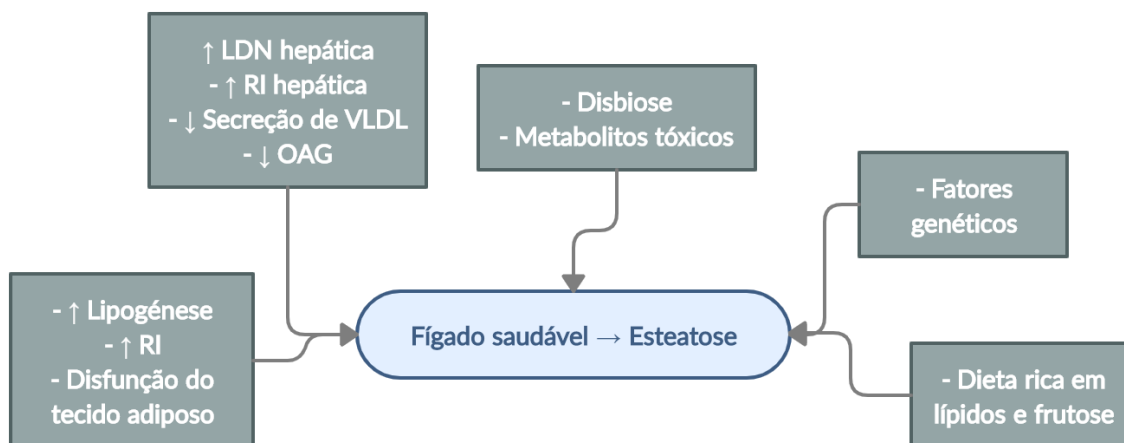 ↑ LDN hepática
- ↑ RI hepática
- ↓ Secreção de VLDL
- ↓ OAG
- Disbiose
- Metabolitos tóxicos
- Fatores
genéticos
- ↑ Lipogénese
- ↑ RI
- Disfunção do
tecido adiposo
Fígado saudável → Esteatose
- Dieta rica em
lípidos e frutose